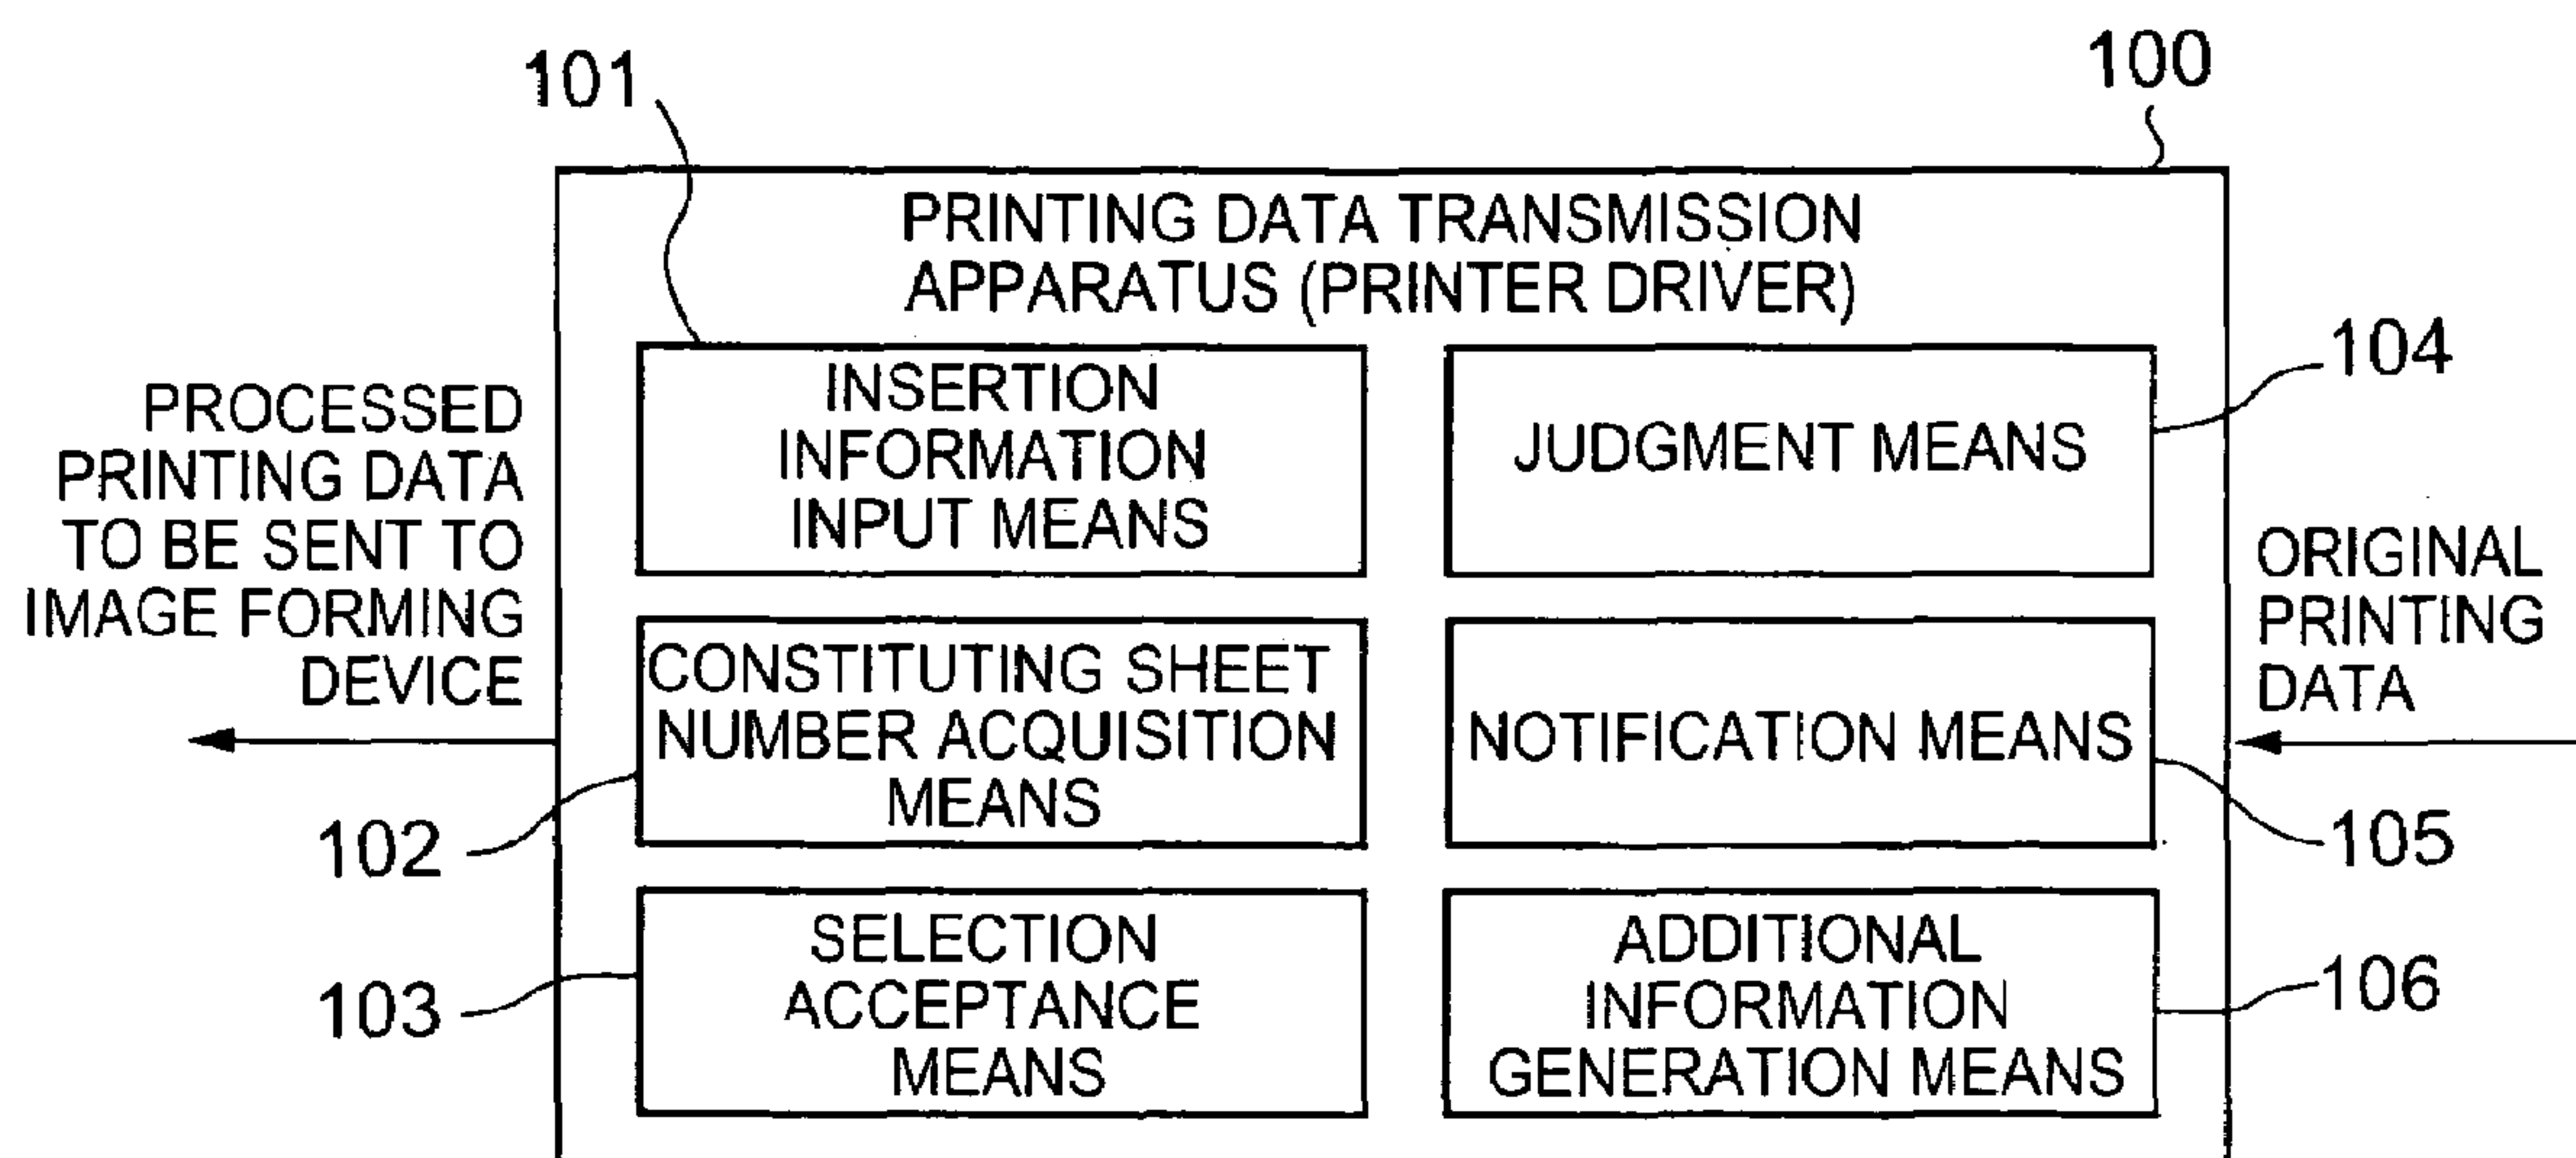 101
100
PRINTING DATA TRANSMISSION
APPARATUS (PRINTER DRIVER)
INSERTION
INFORMATION
INPUT MEANS
JUDGMENT MEANS
104
PROCESSED
PRINTING DATA
TO BE SENT TO
IMAGE FORMING
DEVICE
ORIGINAL
PRINTING
DATA
CONSTITUTING SHEET
NUMBER ACQUISITION
MEANS
NOTIFICATION MEANS
102
105
SELECTION
ACCEPTANCE
MEANS
ADDITIONAL
INFORMATION
GENERATION MEANS
103
106